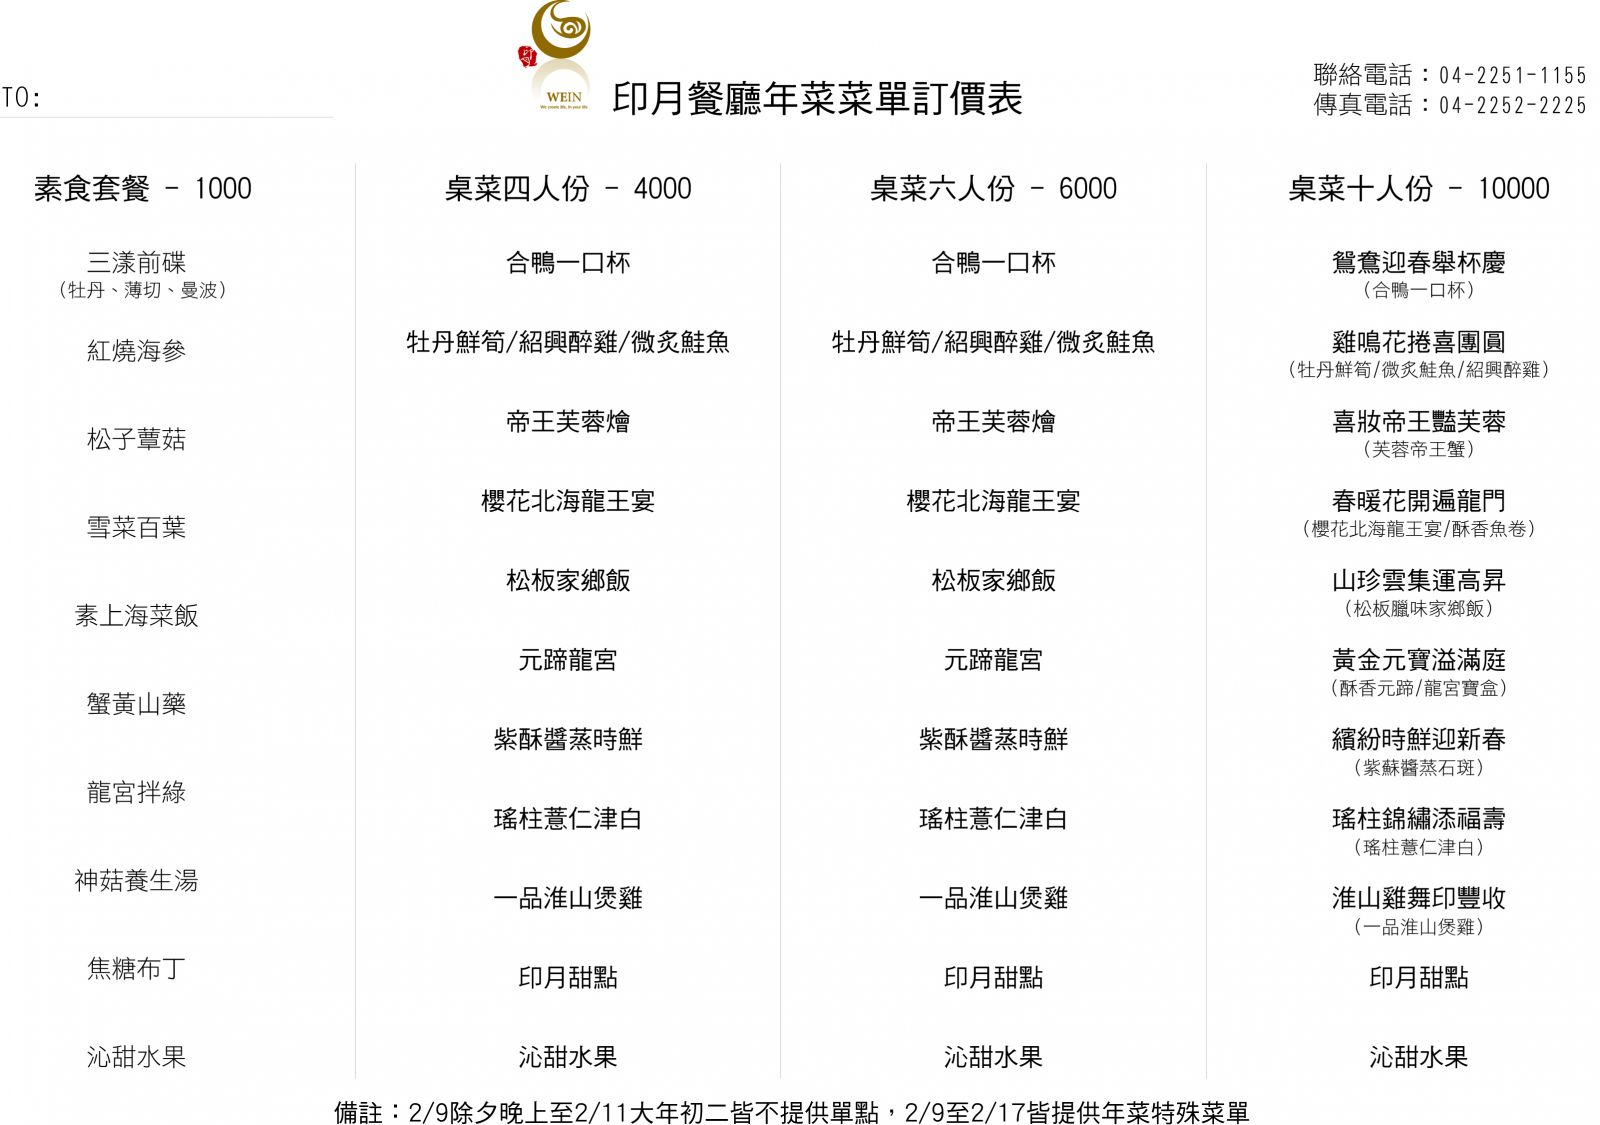 TO:
WEIN
We create life, in your life.
印月餐廳年菜菜單訂價表
聯絡電話：04-2251-1155
傳真電話：04-2252-2225
素食套餐 - 1000
三漾前碟
（牡丹、薄切、曼波）
紅燒海參
松子蕈菇
雪菜百葉
素上海菜飯
蟹黃山藥
龍宮拌綠
神菇養生湯
焦糖布丁
沁甜水果
桌菜四人份 - 4000
合鴨一口杯
牡丹鮮筍/紹興醉雞/微炙鮭魚
帝王芙蓉燴
櫻花北海龍王宴
松板家鄉飯
元蹄龍宮
紫酥醬蒸時鮮
瑤柱薏仁津白
一品淮山煲雞
印月甜點
沁甜水果
桌菜六人份 - 6000
合鴨一口杯
牡丹鮮筍/紹興醉雞/微炙鮭魚
帝王芙蓉燴
櫻花北海龍王宴
松板家鄉飯
元蹄龍宮
紫酥醬蒸時鮮
瑤柱薏仁津白
一品淮山煲雞
印月甜點
沁甜水果
桌菜十人份 - 10000
鴛鴦迎春舉杯慶
（合鴨一口杯）
雞鳴花捲喜團圓
（牡丹鮮筍/微炙鮭魚/紹興醉雞）
喜妝帝王豔芙蓉
（芙蓉帝王蟹）
春暖花開遍龍門
（櫻花北海龍王宴/酥香魚卷）
山珍雲集運高昇
（松板臘味家鄉飯）
黃金元寶溢滿庭
（酥香元蹄/龍宮寶盒）
繽紛時鮮迎新春
（紫蘇醬蒸石斑）
瑤柱錦繡添福壽
（瑤柱薏仁津白）
淮山雞舞印豐收
（一品淮山煲雞）
印月甜點
沁甜水果
備註：2/9除夕晚上至2/11大年初二皆不提供單點，2/9至2/17皆提供年菜特殊菜單